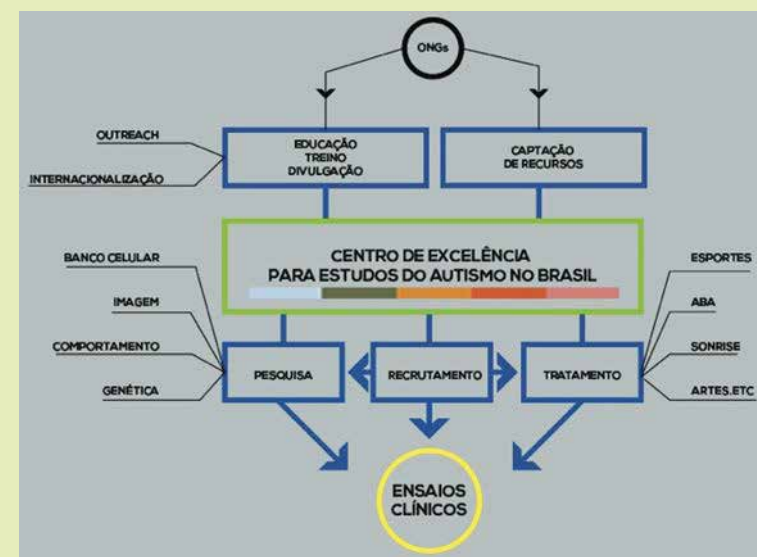 ONGs
OUTREACH
INTERNACIONALIZAÇÃO
EDUCAÇÃO
TREINO
DIVULGAÇÃO
CAPTAÇÃO
DE RECURSOS
CENTRO DE EXCELÊNCIA
PARA ESTUDOS DO AUTISMO NO BRASIL
BANCO CELULAR
IMAGEM
COMPORTAMENTO
GENÉTICA
PESQUISA
RECRUTAMENTO
TRATAMENTO
ESPORTES
ABA
SONRISE
ARTES.ETC
ENSAIOS
CLÍNICOS